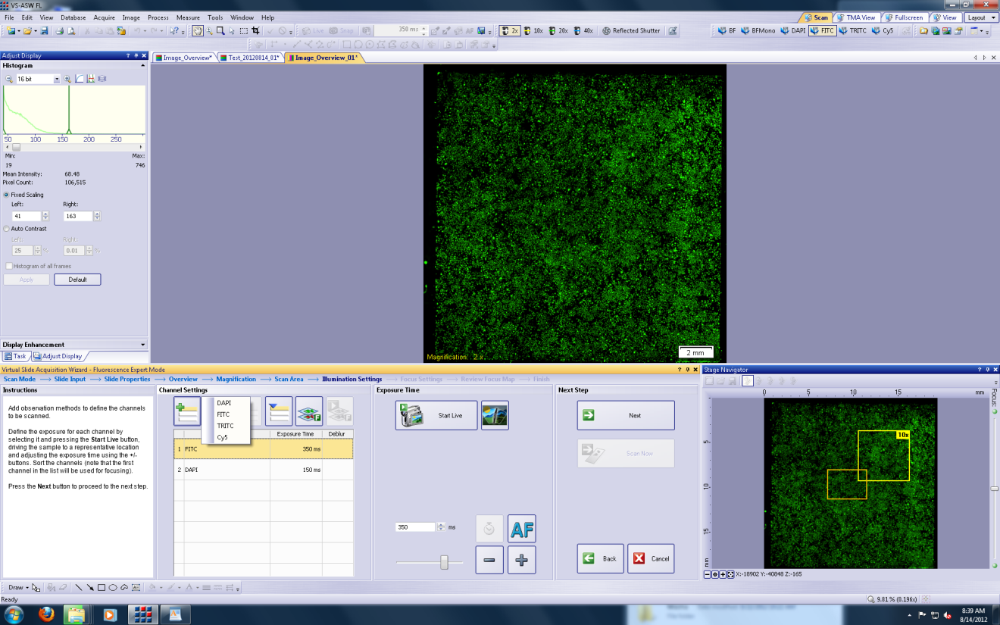 VS-ASW FL
File Edit View Database Acquire Image Process Measure Tools Window Help
Scan TMA View Fullscreen View Layout
Live Snap 350 ms AF 2x 10x 20x 40x Reflected Shutter BF BFMono DAPI FITC TRITC Cy5
Adjust Display
Image_Overview* Test_20120814_01* Image_Overview_01*
Histogram
16 bit
50 100 150 200 250
Min: Max:
19 746
Mean Intensity: 68.48
Pixel Count: 106,515
Fixed Scaling
Left: Right:
41 163
Auto Contrast
Left: Right:
25 % 0.01 %
Histogram of all frames
Apply Default
Display Enhancement
Task Adjust Display
Magnification: 2 x
2 mm
Virtual Slide Acquisition Wizard - Fluorescence Expert Mode
Scan Mode Slide Input Slide Properties Overview Magnification Scan Area Illumination Settings Focus Settings Review Focus Map Finish
Instructions
Add observation methods to define the channels
to be scanned.
Define the exposure for each channel by
selecting it and pressing the Start Live button,
driving the sample to a representative location
and adjusting the exposure time using the +/-
buttons. Sort the channels (note that the first
channel in the list will be used for focusing).
Press the Next button to proceed to the next step.
Channel Settings
DAPI
FITC
TRITC
Cy5
Exposure Time Deblur
1 FITC 350 ms
2 DAPI 150 ms
Exposure Time
Start Live
350 ms
AF
Next Step
Next
Scan Now
Back Cancel
Stage Navigator
0 5 10 15 mm
Focus:
5
10
15
mm
10x
X:-18902 Y:-40848 Z:-165
Draw
Ready
9.81 % (0.196x)
8:39 AM
8/14/2012